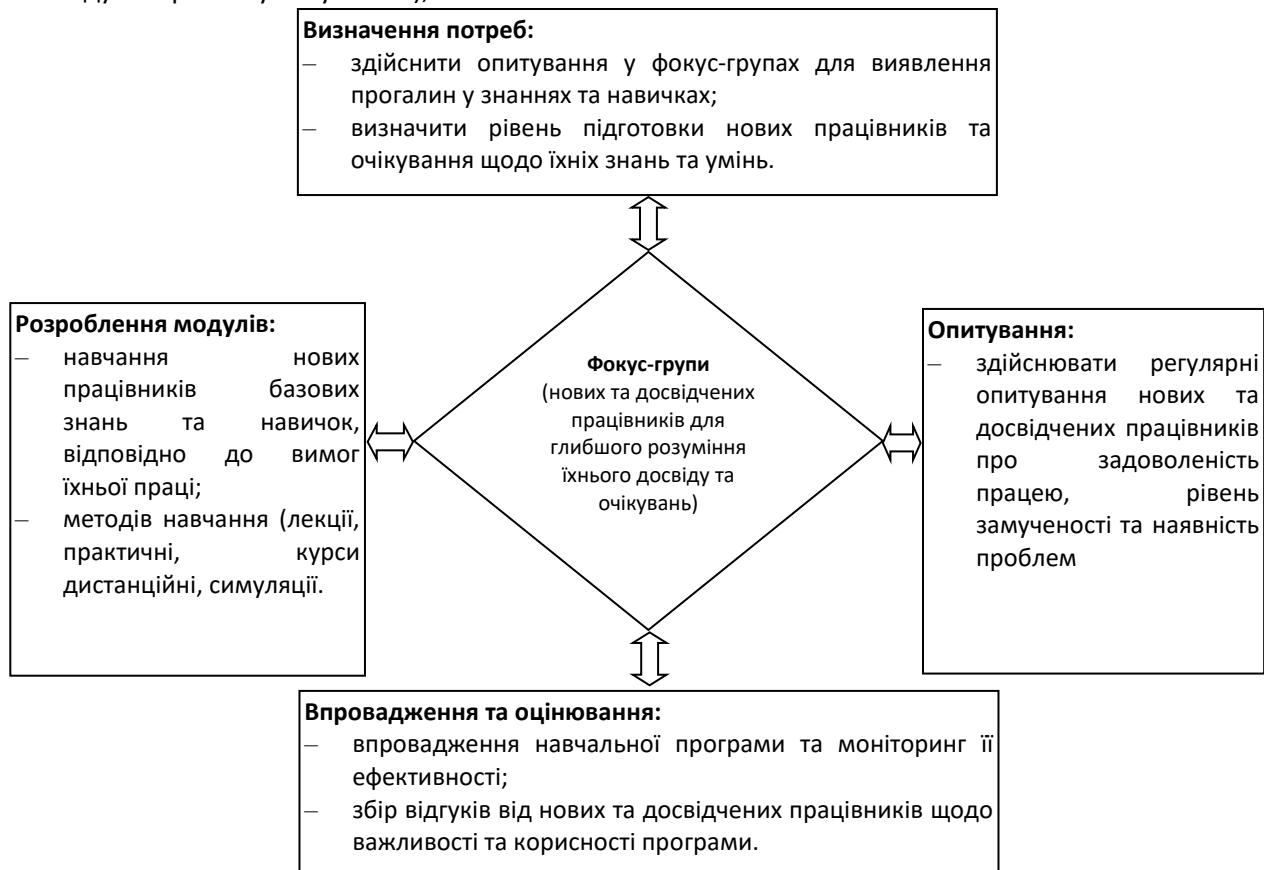 Визначення потреб:
– здійснити опитування у фокус-групах для виявлення
прогалин у знаннях та навичках;
– визначити рівень підготовки нових працівників та
очікування щодо їхніх знань та умінь.
Розроблення модулів:
– навчання нових
працівників базових
знань та навичок,
відповідно до вимог
їхньої праці;
– методів навчання (лекції,
практичні, курси
дистанційні, симуляції.
Фокус-групи
(нових та досвідчених
працівників для
глибшого розуміння
їхнього досвіду та
очікувань)
Опитування:
– здійснювати регулярні
опитування нових та
досвідчених працівників
про задоволеність
працею, рівень
замученості та наявність
проблем
Впровадження та оцінювання:
– впровадження навчальної програми та моніторинг її
ефективності;
– збір відгуків від нових та досвідчених працівників щодо
важливості та корисності програми.